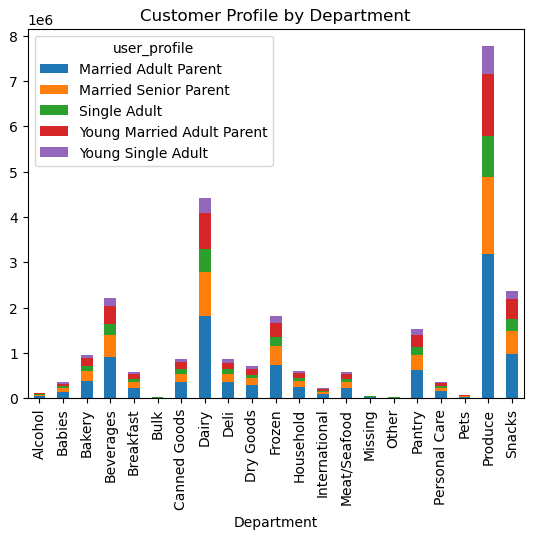 Customer Profile by Department
1e6
user_profile
Married Adult Parent
Married Senior Parent
Single Adult
Young Married Adult Parent
Young Single Adult
8
7
6
5
4
3
2
1
0
Alcohol
Babies
Bakery
Beverages
Breakfast
Bulk
Canned Goods
Dairy
Deli
Dry Goods
Frozen
Household
International
Meat/Seafood
Missing
Other
Pantry
Personal Care
Pets
Produce
Snacks
Department